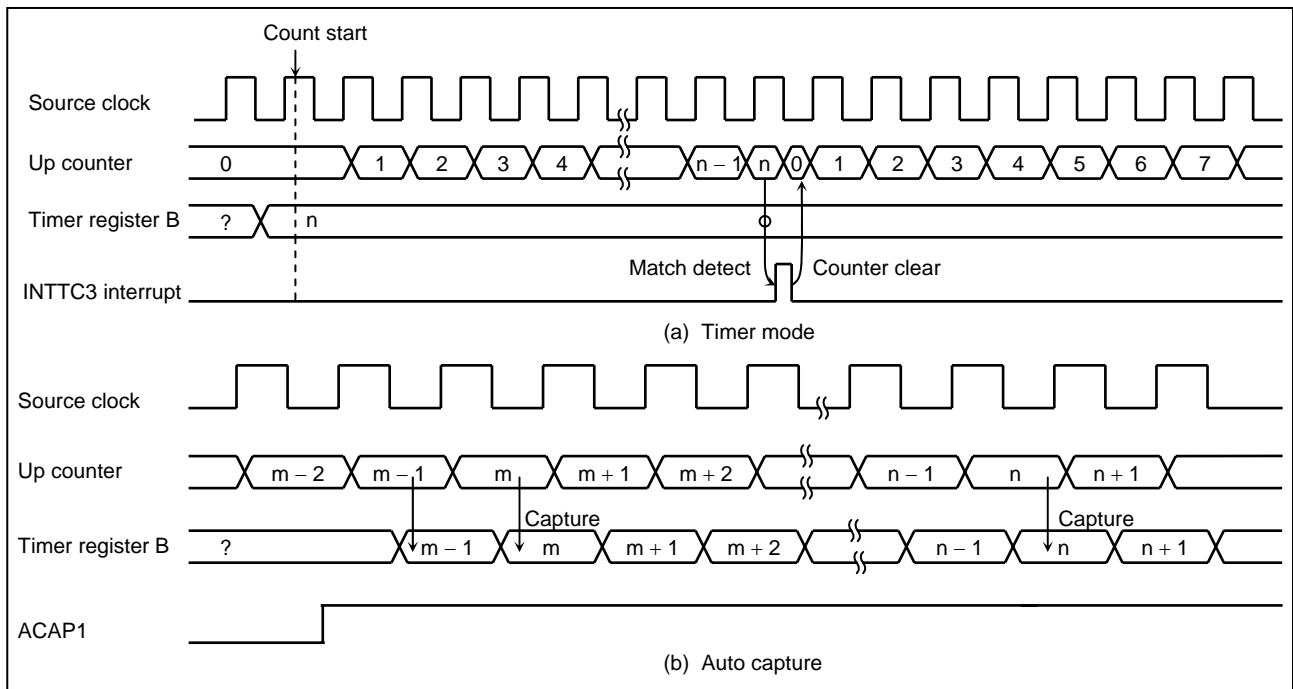 Count start
Source clock
Up counter 0 1 2 3 4 n – 1 n 0 1 2 3 4 5 6 7
Timer register B ? n
Match detect Counter clear
INTTC3 interrupt
(a) Timer mode
Source clock
Up counter m – 2 m – 1 m m + 1 m + 2 n – 1 n n + 1
Capture Capture
Timer register B ? m – 1 m m + 1 m + 2 n – 1 n n + 1
ACAP1
(b) Auto capture